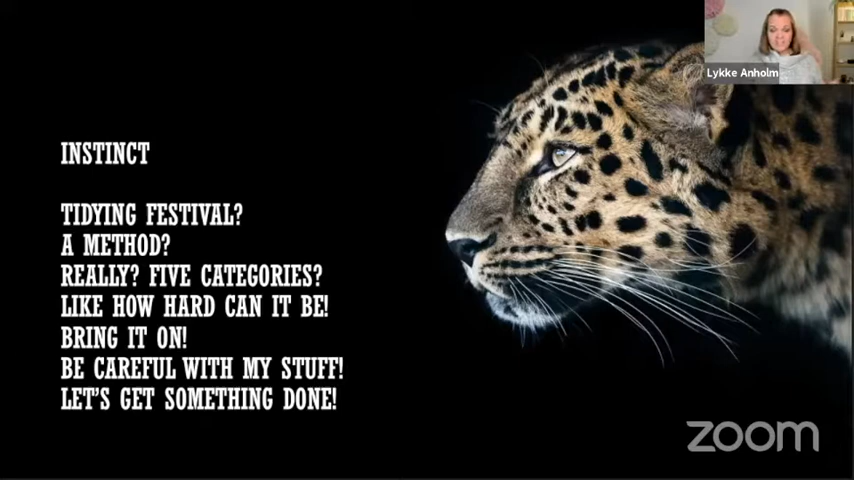 Lykke Anholm
INSTINCT
TIDYING FESTIVAL?
A METHOD?
REALLY? FIVE CATEGORIES?
LIKE HOW HARD CAN IT BE!
BRING IT ON!
BE CAREFUL WITH MY STUFF!
LET'S GET SOMETHING DONE!
zoom